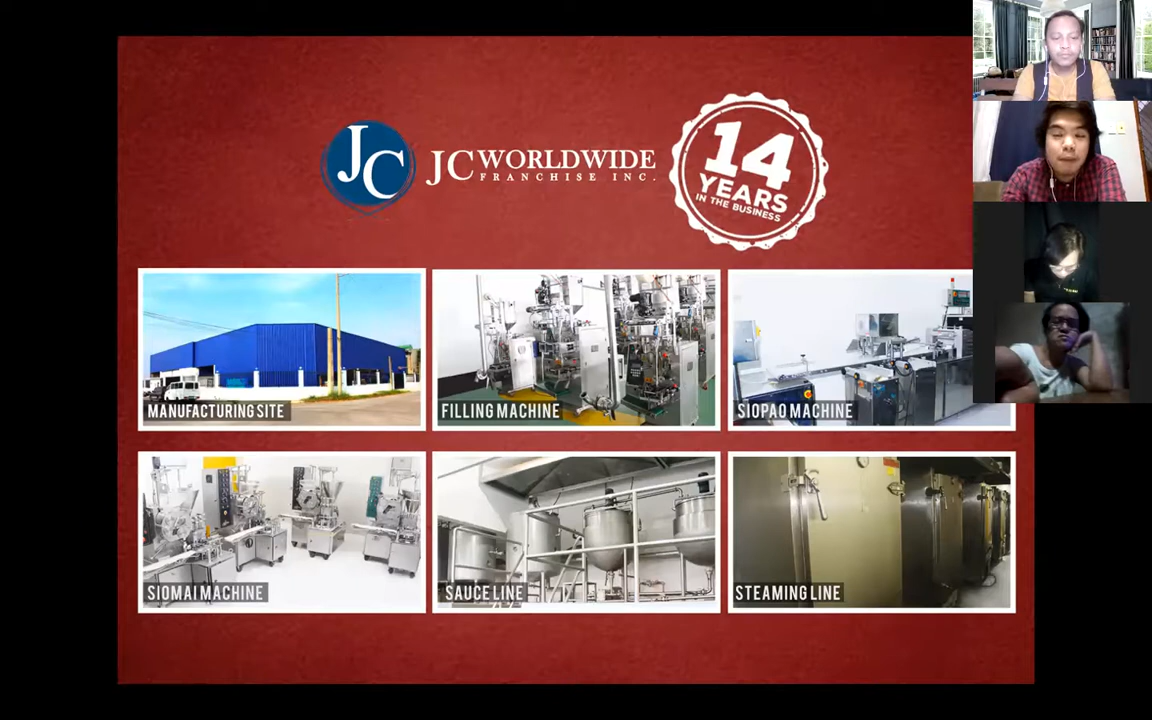 JC
JC WORLDWIDE
FRANCHISE INC.
14
YEARS
IN THE BUSINESS
MANUFACTURING SITE
FILLING MACHINE
SIOPAO MACHINE
SIOMAI MACHINE
SAUCE LINE
STEAMING LINE